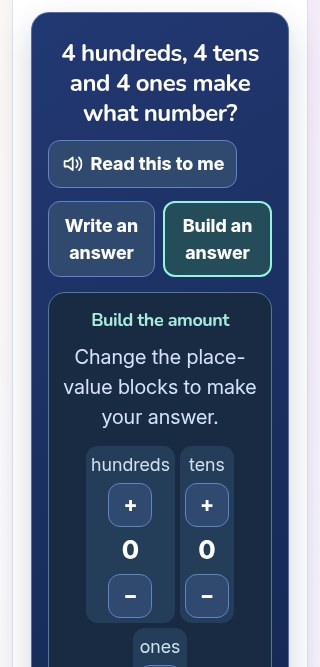 4 hundreds, 4 tens
and 4 ones make
what number?
Read this to me
Write an
answer
Build an
answer
Build the amount
Change the place-
value blocks to make
your answer.
hundreds
+
0
−
tens
+
0
−
ones